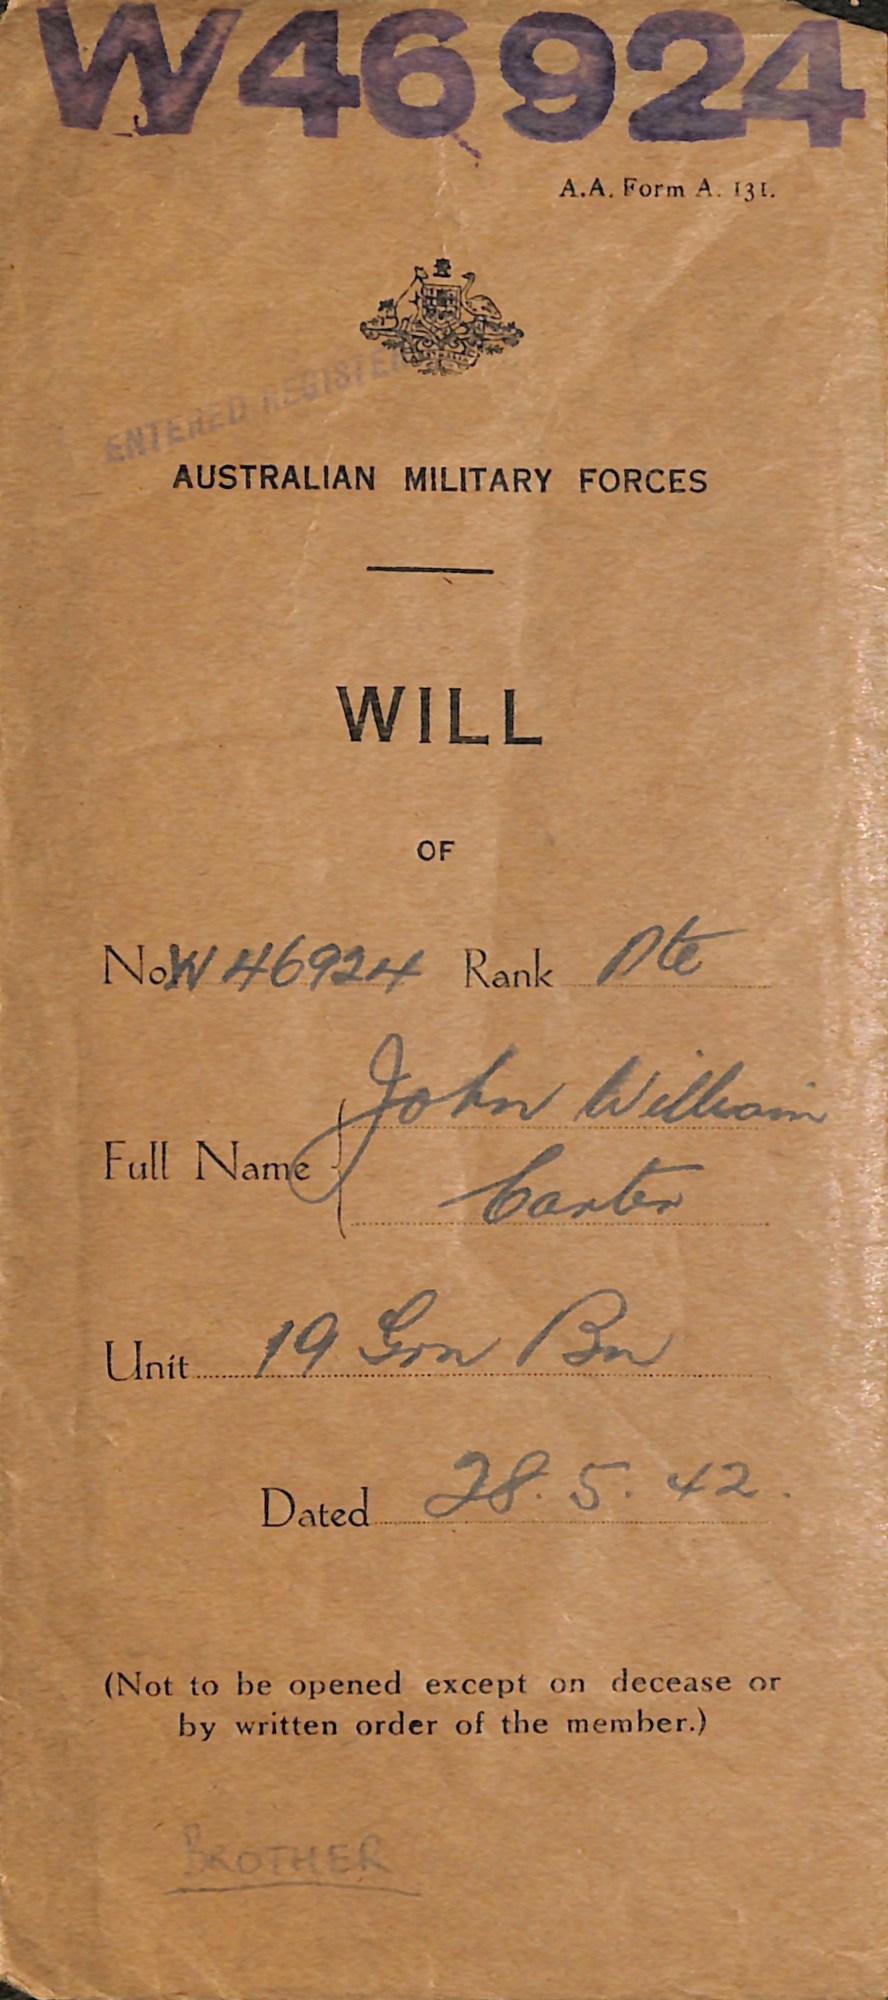 W46924
A.A. Form A. 131.
AUSTRALIA
ENTERED REGISTER
AUSTRALIAN MILITARY FORCES
WILL
OF
No. W46924 Rank Pte
John William
Full Name
Carter
Unit 19 Grn Bn
Dated 28.5.42.
(Not to be opened except on decease or
by written order of the member.)
BROTHER